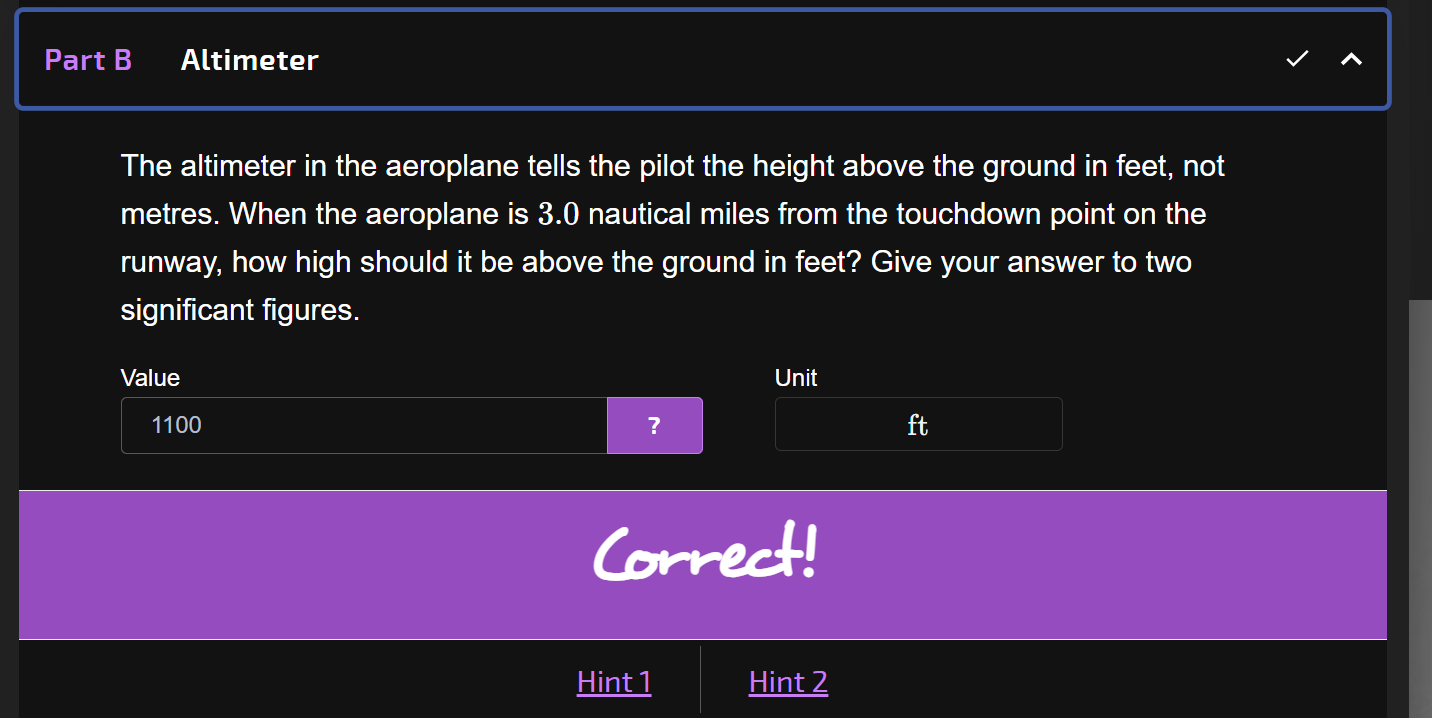 Part B Altimeter
The altimeter in the aeroplane tells the pilot the height above the ground in feet, not
metres. When the aeroplane is 3.0 nautical miles from the touchdown point on the
runway, how high should it be above the ground in feet? Give your answer to two
significant figures.
Value Unit
1100 ? ft
Correct!
Hint 1 Hint 2